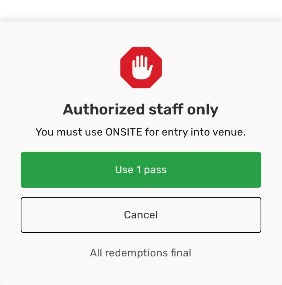 Authorized staff only
You must use ONSITE for entry into venue.
Use 1 pass
Cancel
All redemptions final